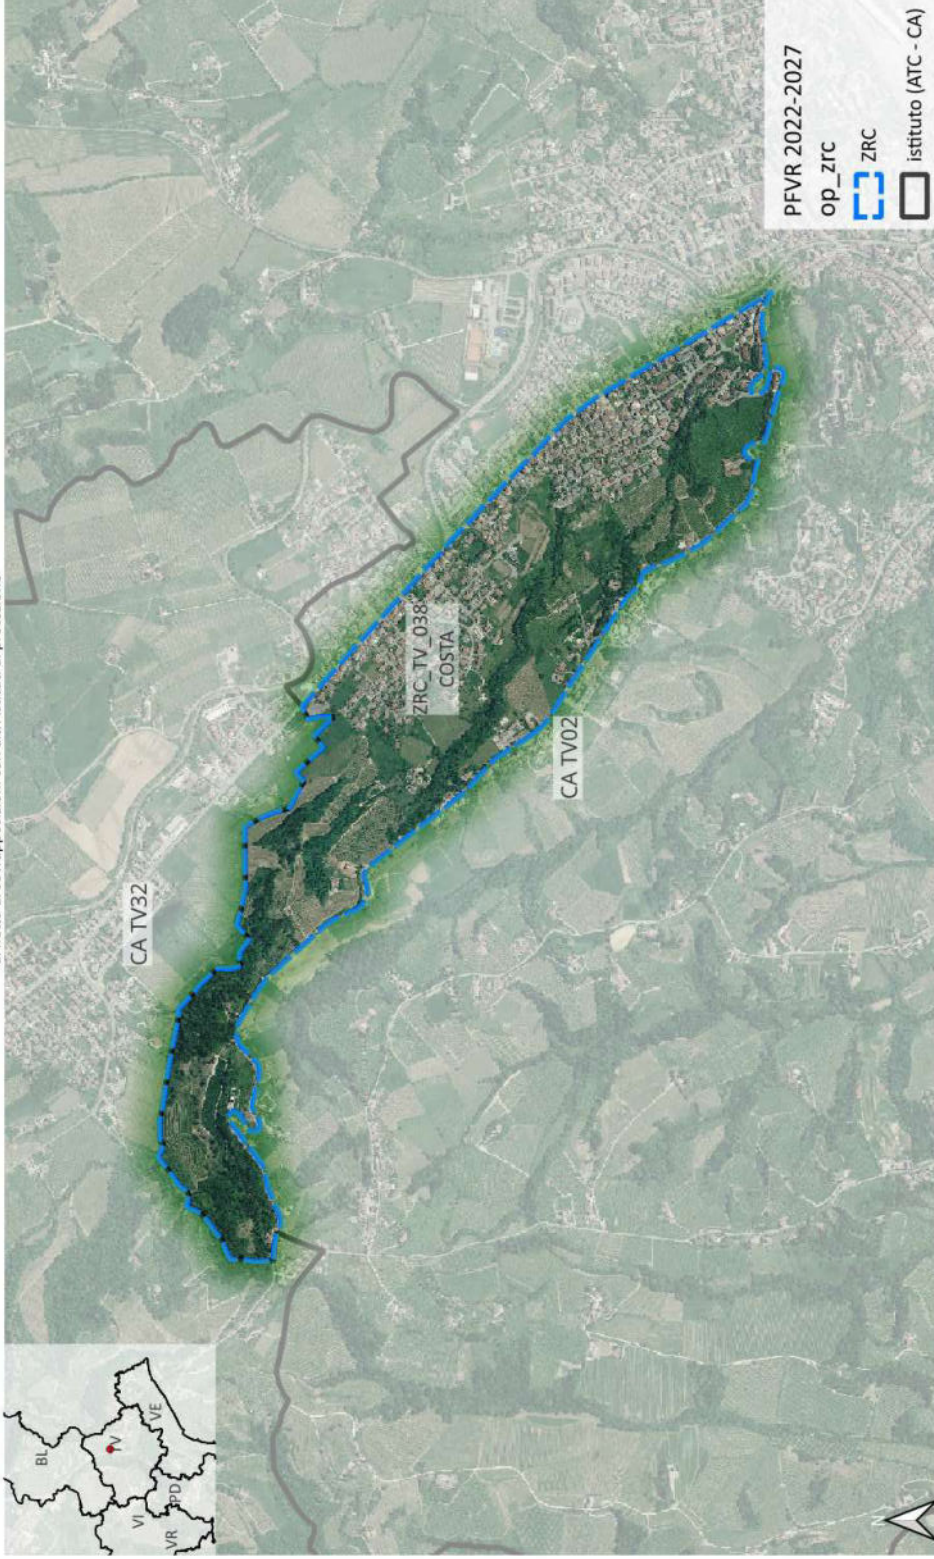 BL
TV
VI
VE
PD
VR
CA TV32
ZRC_TV_038
COSTA
CA TV02
PFVR 2022-2027
op_zrc
ZRC
istituto (ATC - CA)
N